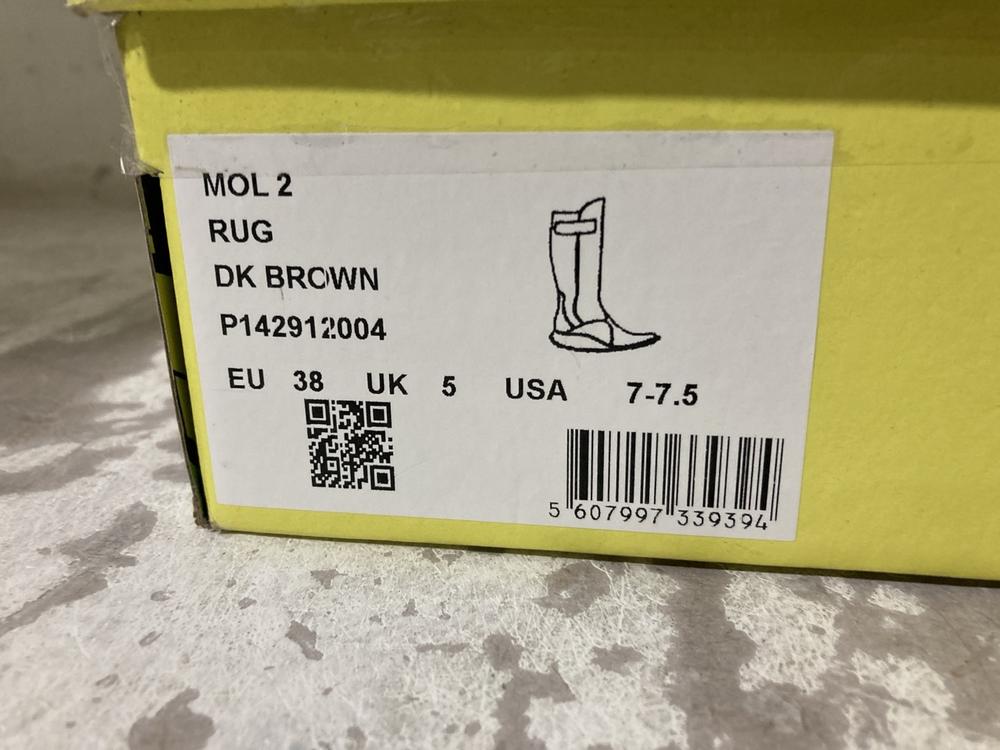 MOL 2
RUG
DK BROWN
P142912004
EU 38 UK 5 USA 7-7.5
5 607997 339394